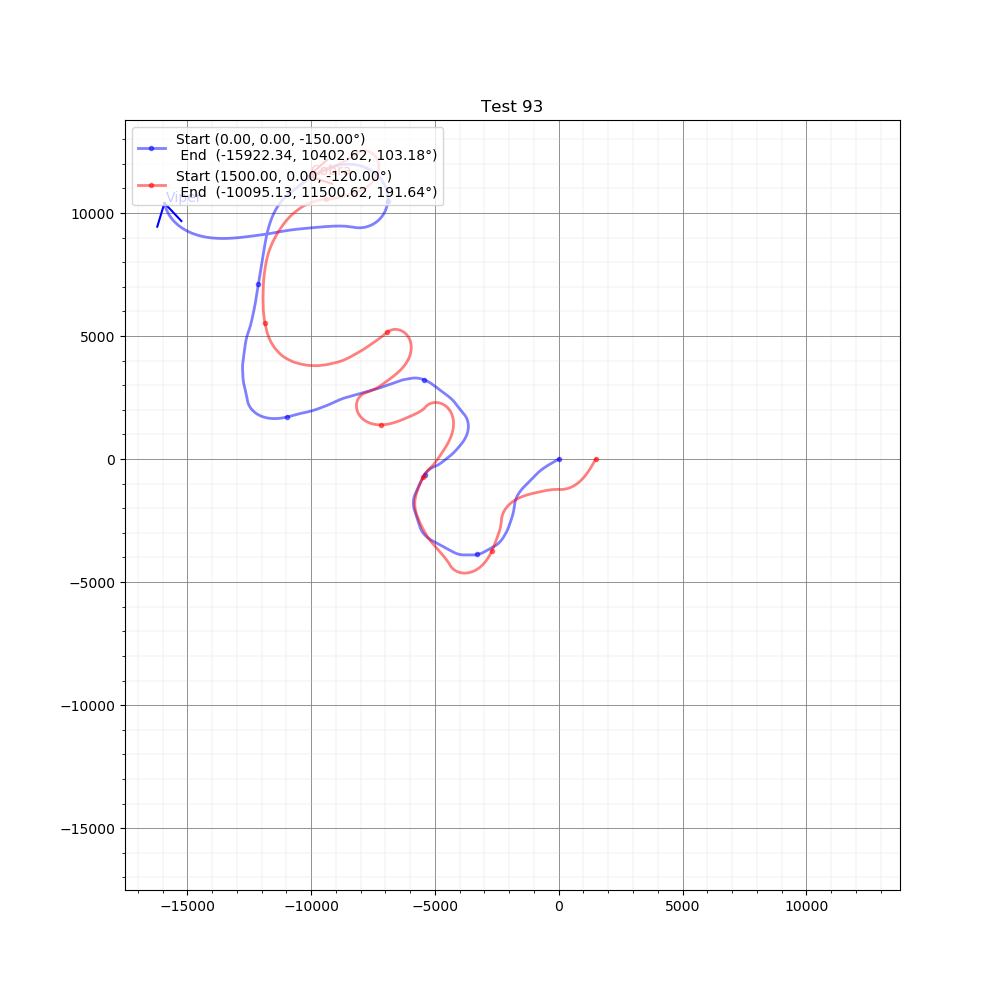 Test 93
Start (0.00, 0.00, -150.00°)
End (-15922.34, 10402.62, 103.18°)
Start (1500.00, 0.00, -120.00°)
End (-10095.13, 11500.62, 191.64°)
Viper
10000
5000
0
−5000
−10000
−15000
−15000 −10000 −5000 0 5000 10000